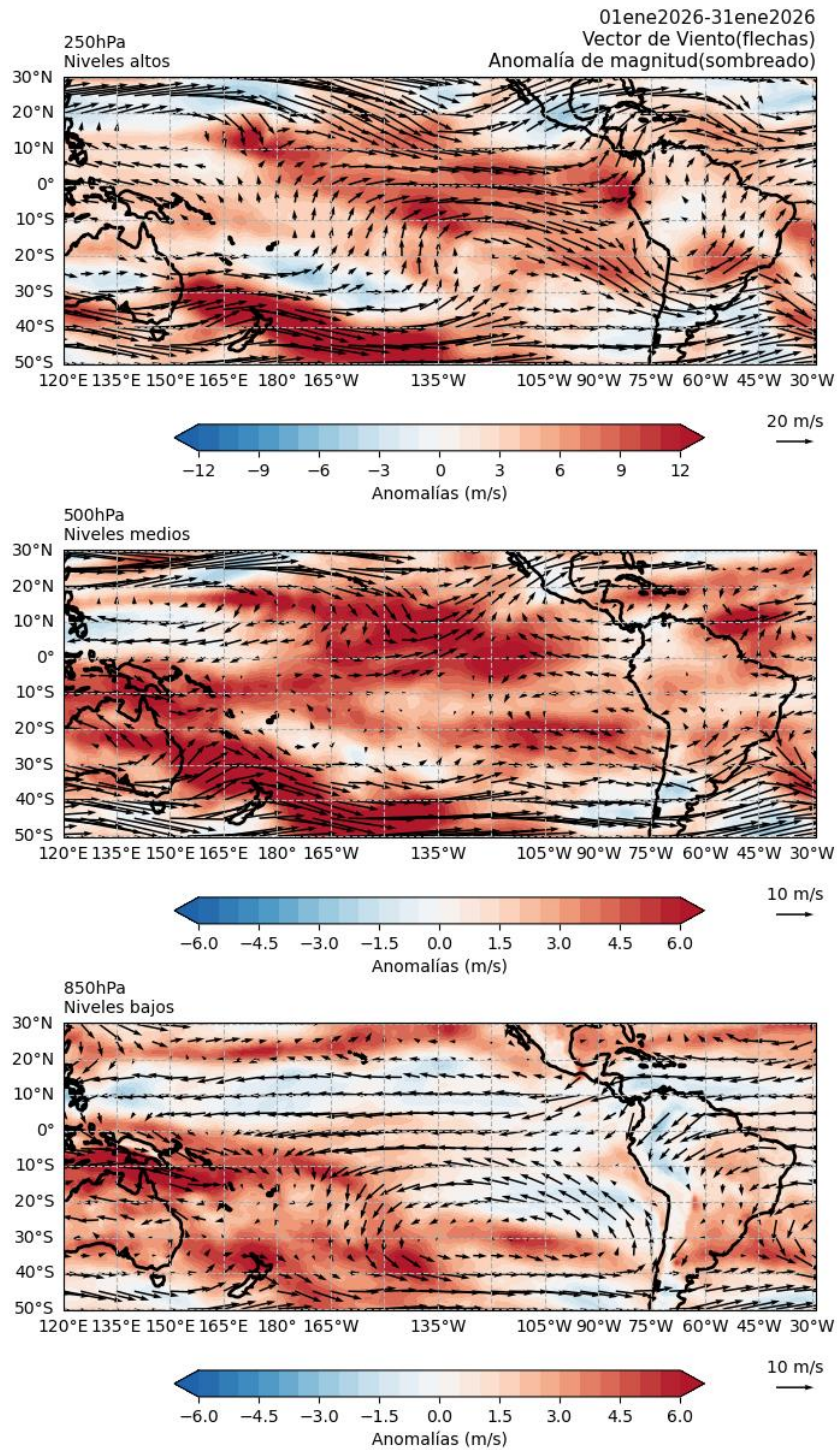 01ene2026-31ene2026
Vector de Viento(flechas)
Anomalía de magnitud(sombreado)
250hPa
Niveles altos
30°N
20°N
10°N
0°
10°S
20°S
30°S
40°S
50°S
120°E 135°E 150°E 165°E 180° 165°W 135°W 105°W 90°W 75°W 60°W 45°W 30°W
20 m/s
−12 −9 −6 −3 0 3 6 9 12
Anomalías (m/s)
500hPa
Niveles medios
30°N
20°N
10°N
0°
10°S
20°S
30°S
40°S
50°S
120°E 135°E 150°E 165°E 180° 165°W 135°W 105°W 90°W 75°W 60°W 45°W 30°W
10 m/s
−6.0 −4.5 −3.0 −1.5 0.0 1.5 3.0 4.5 6.0
Anomalías (m/s)
850hPa
Niveles bajos
30°N
20°N
10°N
0°
10°S
20°S
30°S
40°S
50°S
120°E 135°E 150°E 165°E 180° 165°W 135°W 105°W 90°W 75°W 60°W 45°W 30°W
10 m/s
−6.0 −4.5 −3.0 −1.5 0.0 1.5 3.0 4.5 6.0
Anomalías (m/s)